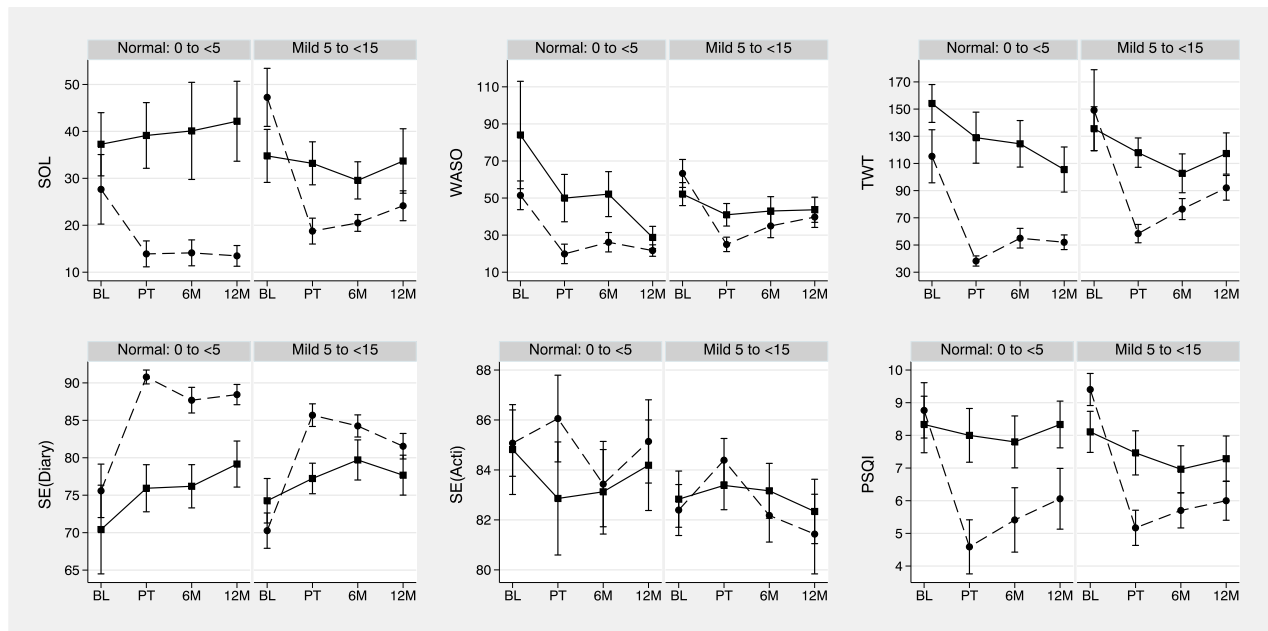 Normal: 0 to <5 Mild 5 to <15
SOL
50
40
30
20
10
BL PT 6M 12M BL PT 6M 12M
Normal: 0 to <5 Mild 5 to <15
WASO
110
90
70
50
30
10
BL PT 6M 12M BL PT 6M 12M
Normal: 0 to <5 Mild 5 to <15
TWT
170
150
130
110
90
70
50
30
BL PT 6M 12M BL PT 6M 12M
Normal: 0 to <5 Mild 5 to <15
SE(Diary)
90
85
80
75
70
65
BL PT 6M 12M BL PT 6M 12M
Normal: 0 to <5 Mild 5 to <15
SE(Acti)
88
86
84
82
80
BL PT 6M 12M BL PT 6M 12M
Normal: 0 to <5 Mild 5 to <15
PSQI
10
9
8
7
6
5
4
BL PT 6M 12M BL PT 6M 12M